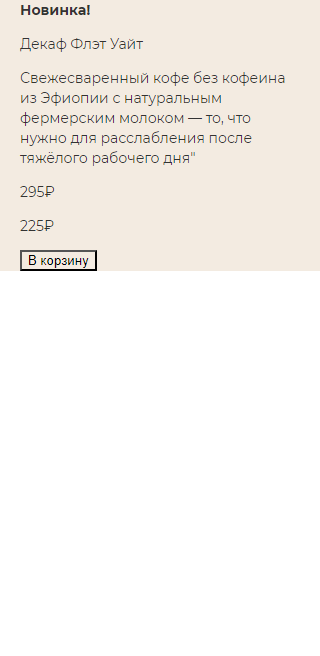 Новинка!
Декаф Флэт Уайт
Свежесваренный кофе без кофеина
из Эфиопии с натуральным
фермерским молоком — то, что
нужно для расслабления после
тяжёлого рабочего дня"
295₽
225₽
В корзину